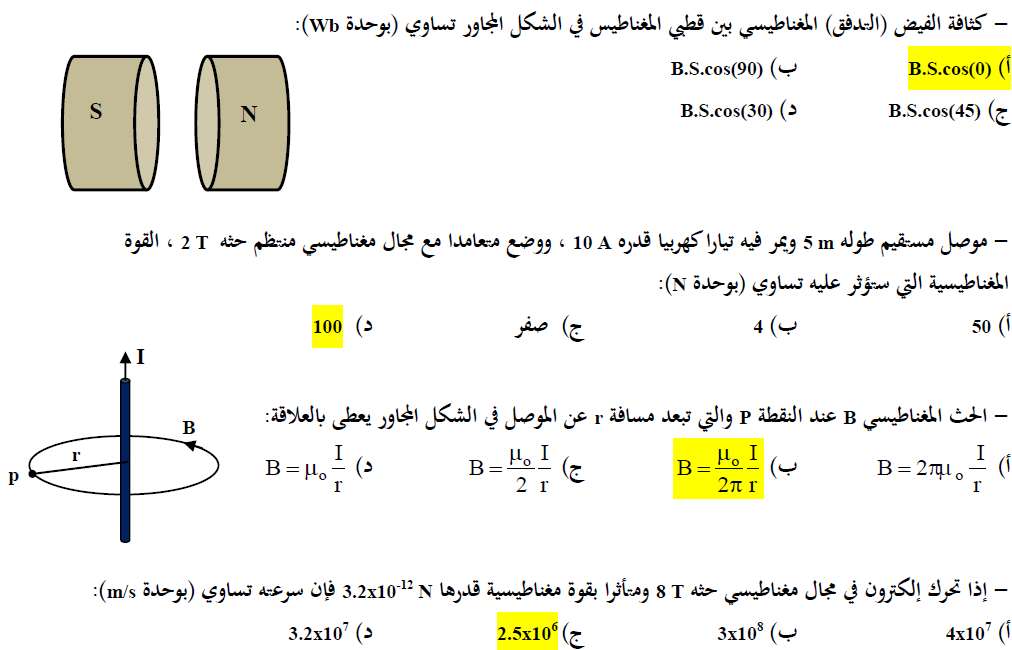 – كثافة الفيض (التدفق) المغناطيسي بين قطبي المغناطيس في الشكل المجاور تساوي (بوحدة Wb):
أ) B.S.cos(0) ب) B.S.cos(90)
ج) B.S.cos(45) د) B.S.cos(30)
S N
– موصل مستقيم طوله 5 m ويمر فيه تيارا كهربيا قدره 10 A ، ووضع متعامدا مع مجال مغناطيسي منتظم حثه 2 T ، القوة
المغناطيسية التي ستؤثر عليه تساوي (بوحدة N):
أ) 50 ب) 4 ج) صفر د) 100
I
– الحث المغناطيسي B عند النقطة P والتي تبعد مسافة r عن الموصل في الشكل المجاور يعطى بالعلاقة:
B
r
p
أ) B = 2πμ₀ I/r ب) B = μ₀/2π I/r ج) B = μ₀/2 I/r د) B = μ₀ I/r
– إذا تحرك إلكترون في مجال مغناطيسي حثه 8 T ومتأثرا بقوة مغناطيسية قدرها 3.2x10⁻¹² N فإن سرعته تساوي (بوحدة m/s):
أ) 4x10⁷ ب) 3x10⁸ ج) 2.5x10⁶ د) 3.2x10⁷